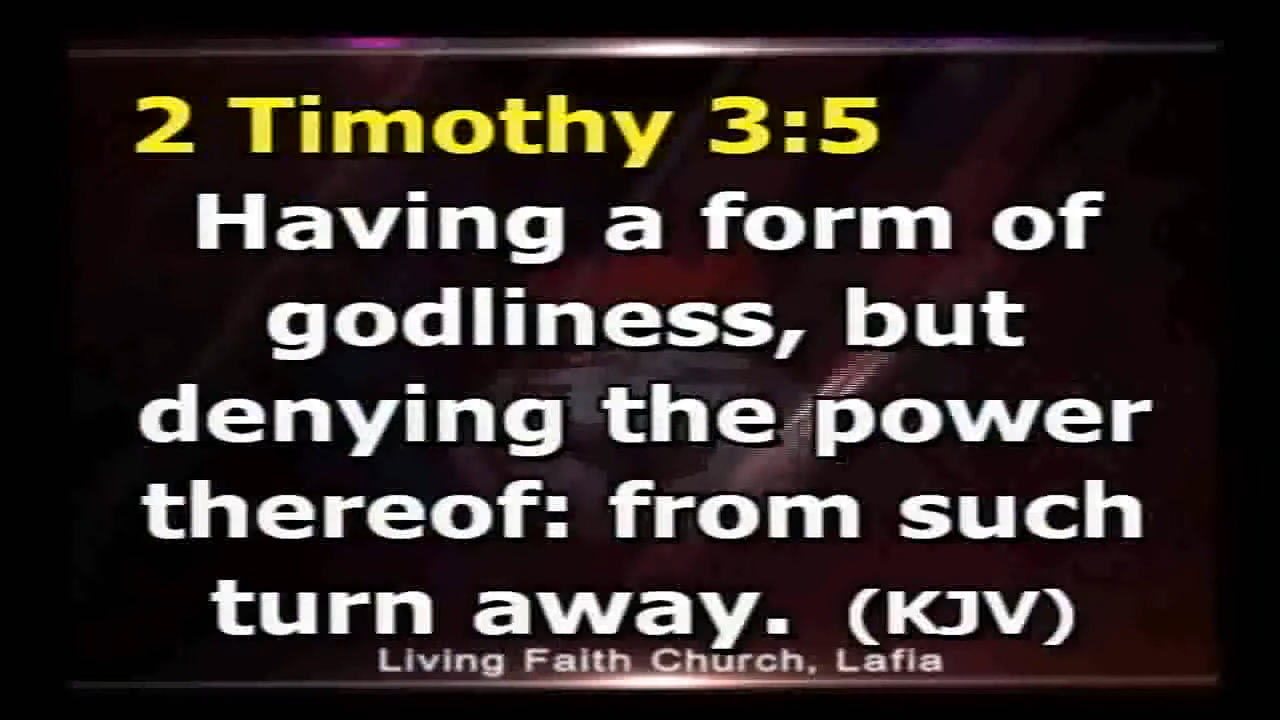 2 Timothy 3:5
Having a form of
godliness, but
denying the power
thereof: from such
turn away. (KJV)
Living Faith Church, Lafia